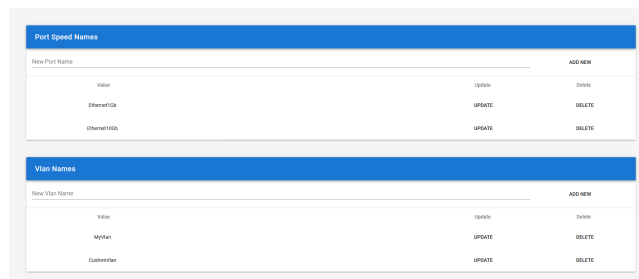 Port Speed Names
New Port Name ADD NEW
Value Update Delete
Ethernet1Gb UPDATE DELETE
Ethernet10Gb UPDATE DELETE
Vlan Names
New Vlan Name ADD NEW
Value Update Delete
MyVlan UPDATE DELETE
CustomVlan UPDATE DELETE